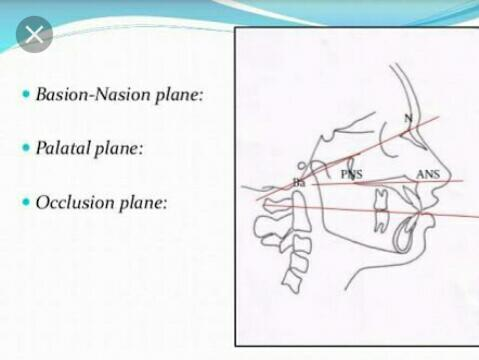 Basion-Nasion plane:
Palatal plane:
Occlusion plane:
N
Ba
PNS
ANS